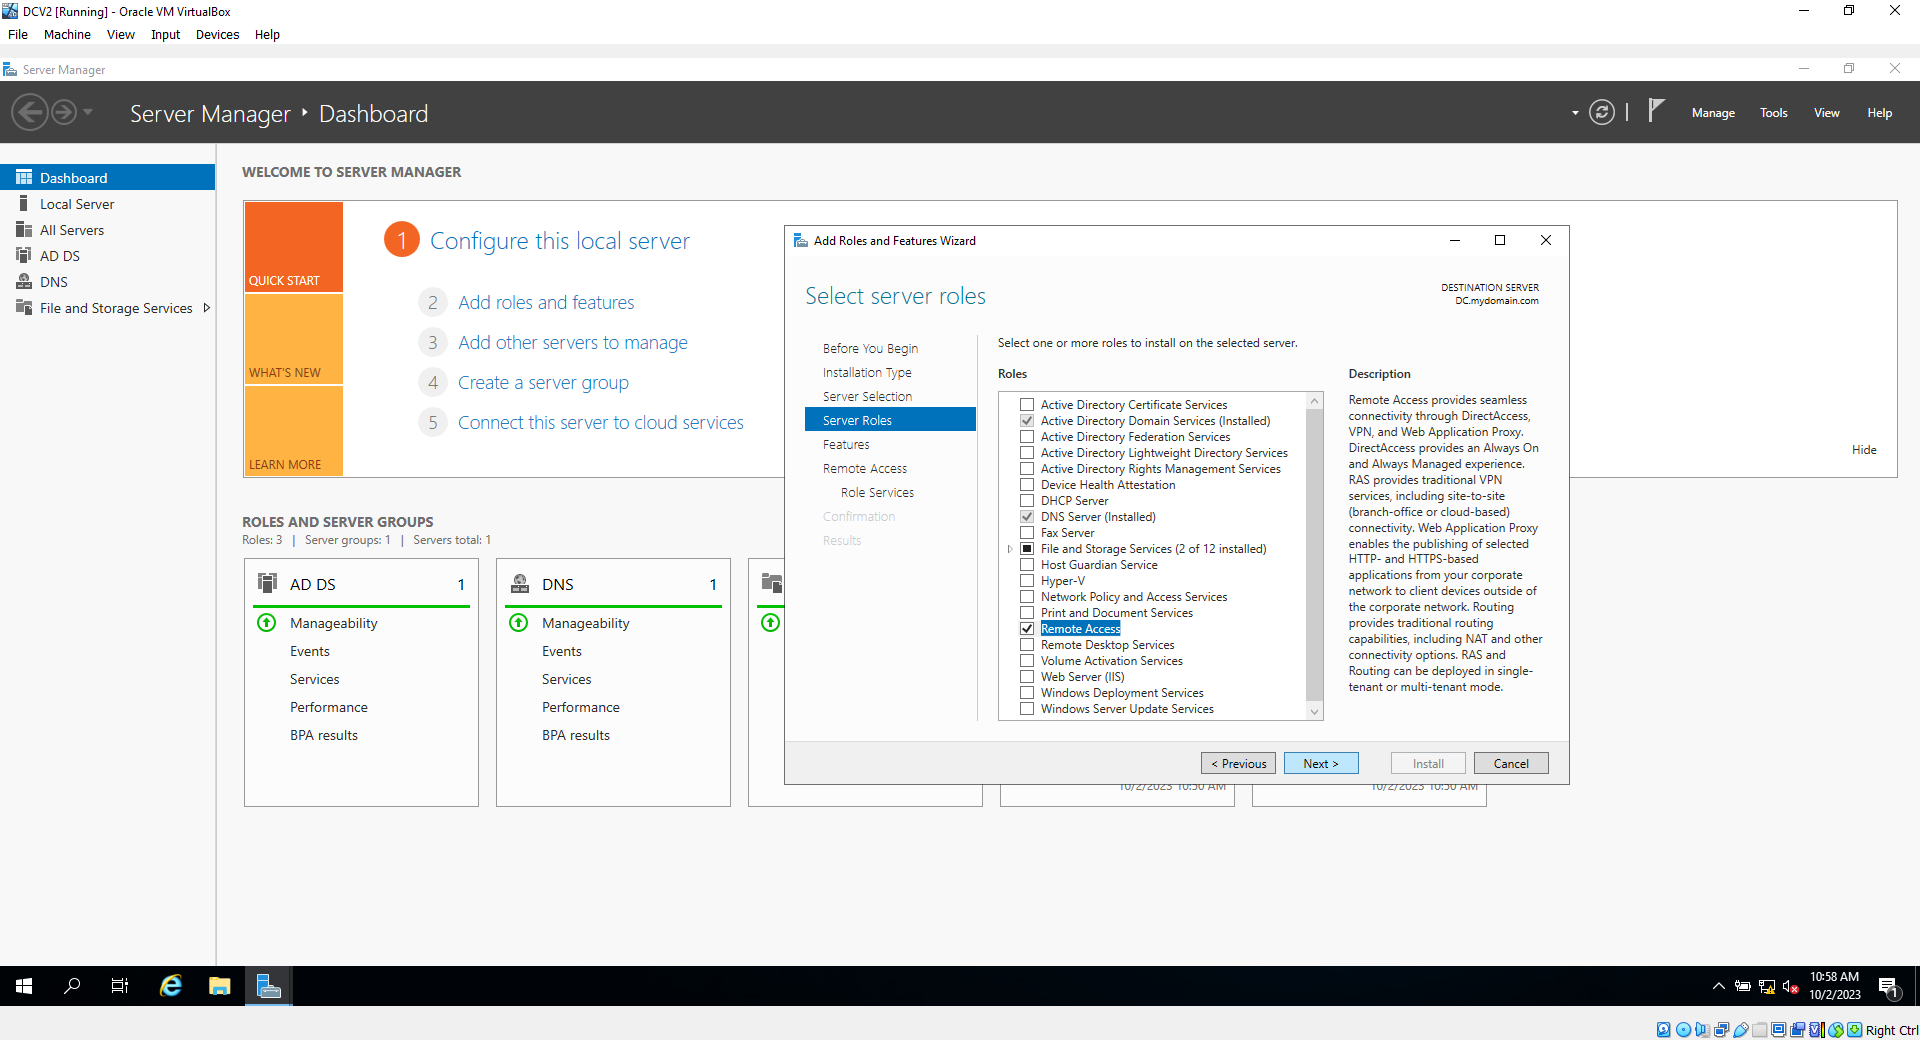 DCV2 [Running] - Oracle VM VirtualBox
File Machine View Input Devices Help
Server Manager
Server Manager Dashboard
Manage Tools View Help
Dashboard
Local Server
All Servers
AD DS
DNS
File and Storage Services
WELCOME TO SERVER MANAGER
QUICK START
WHAT'S NEW
LEARN MORE
1 Configure this local server
2 Add roles and features
3 Add other servers to manage
4 Create a server group
5 Connect this server to cloud services
Hide
ROLES AND SERVER GROUPS
Roles: 3 | Server groups: 1 | Servers total: 1
AD DS 1
Manageability
Events
Services
Performance
BPA results
DNS 1
Manageability
Events
Services
Performance
BPA results
10/2/2023 10:50 AM
10/2/2023 10:50 AM
Add Roles and Features Wizard
Select server roles
DESTINATION SERVER
DC.mydomain.com
Before You Begin
Installation Type
Server Selection
Server Roles
Features
Remote Access
Role Services
Confirmation
Results
Select one or more roles to install on the selected server.
Roles
Active Directory Certificate Services
Active Directory Domain Services (Installed)
Active Directory Federation Services
Active Directory Lightweight Directory Services
Active Directory Rights Management Services
Device Health Attestation
DHCP Server
DNS Server (Installed)
Fax Server
File and Storage Services (2 of 12 installed)
Host Guardian Service
Hyper-V
Network Policy and Access Services
Print and Document Services
Remote Access
Remote Desktop Services
Volume Activation Services
Web Server (IIS)
Windows Deployment Services
Windows Server Update Services
Description
Remote Access provides seamless
connectivity through DirectAccess,
VPN, and Web Application Proxy.
DirectAccess provides an Always On
and Always Managed experience.
RAS provides traditional VPN
services, including site-to-site
(branch-office or cloud-based)
connectivity. Web Application Proxy
enables the publishing of selected
HTTP- and HTTPS-based
applications from your corporate
network to client devices outside of
the corporate network. Routing
provides traditional routing
capabilities, including NAT and other
connectivity options. RAS and
Routing can be deployed in single-
tenant or multi-tenant mode.
< Previous Next > Install Cancel
10:58 AM
10/2/2023
1
Right Ctrl